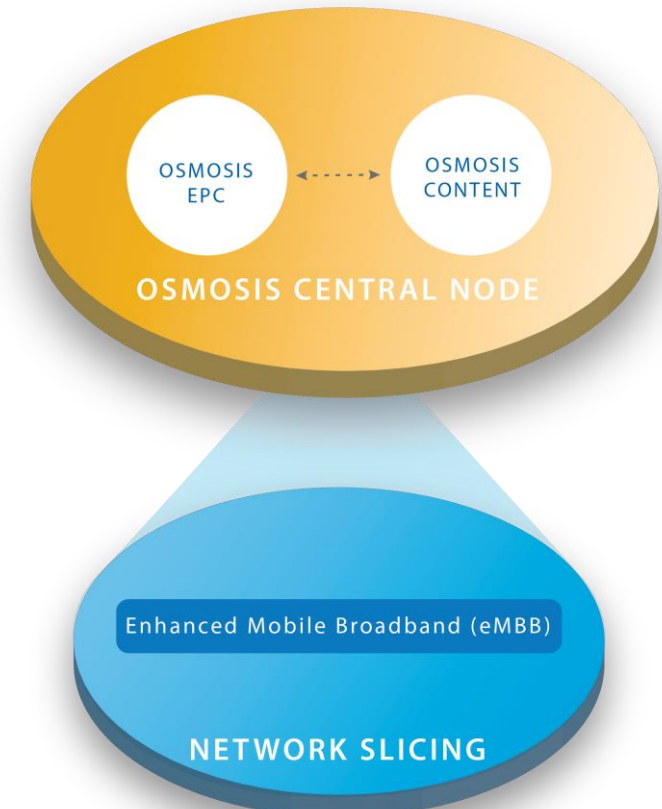 OSMOSIS
EPC
OSMOSIS
CONTENT
OSMOSIS CENTRAL NODE
Enhanced Mobile Broadband (eMBB)
NETWORK SLICING